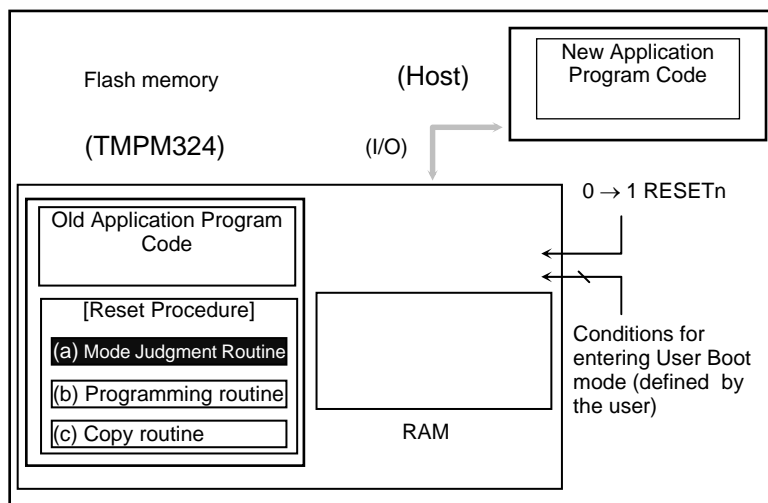 New Application
Program Code
(Host)
Flash memory
(TMPM324)
(I/O)
0 → 1 RESETn
Old Application Program
Code
[Reset Procedure]
(a) Mode Judgment Routine
(b) Programming routine
(c) Copy routine
RAM
Conditions for
entering User Boot
mode (defined by
the user)